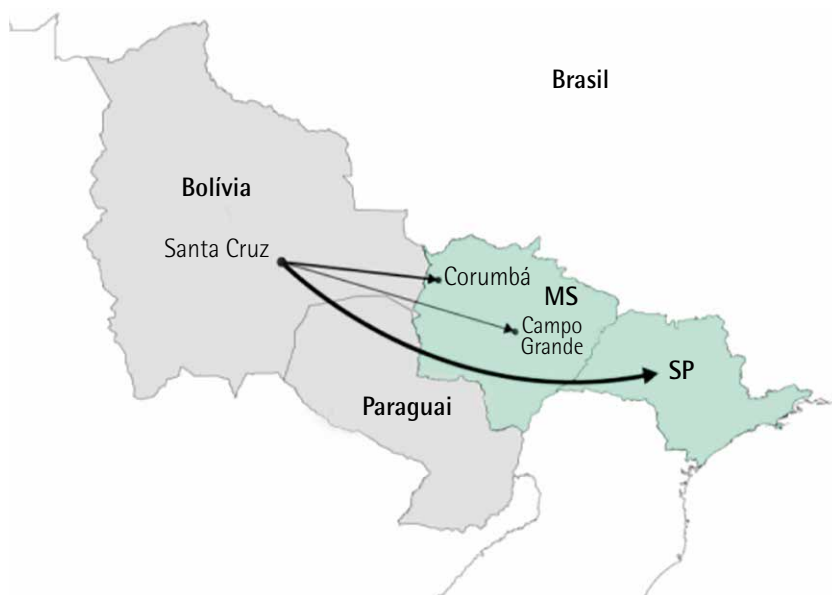 Brasil
Bolívia
Santa Cruz
Corumbá
MS
Campo
Grande
SP
Paraguai